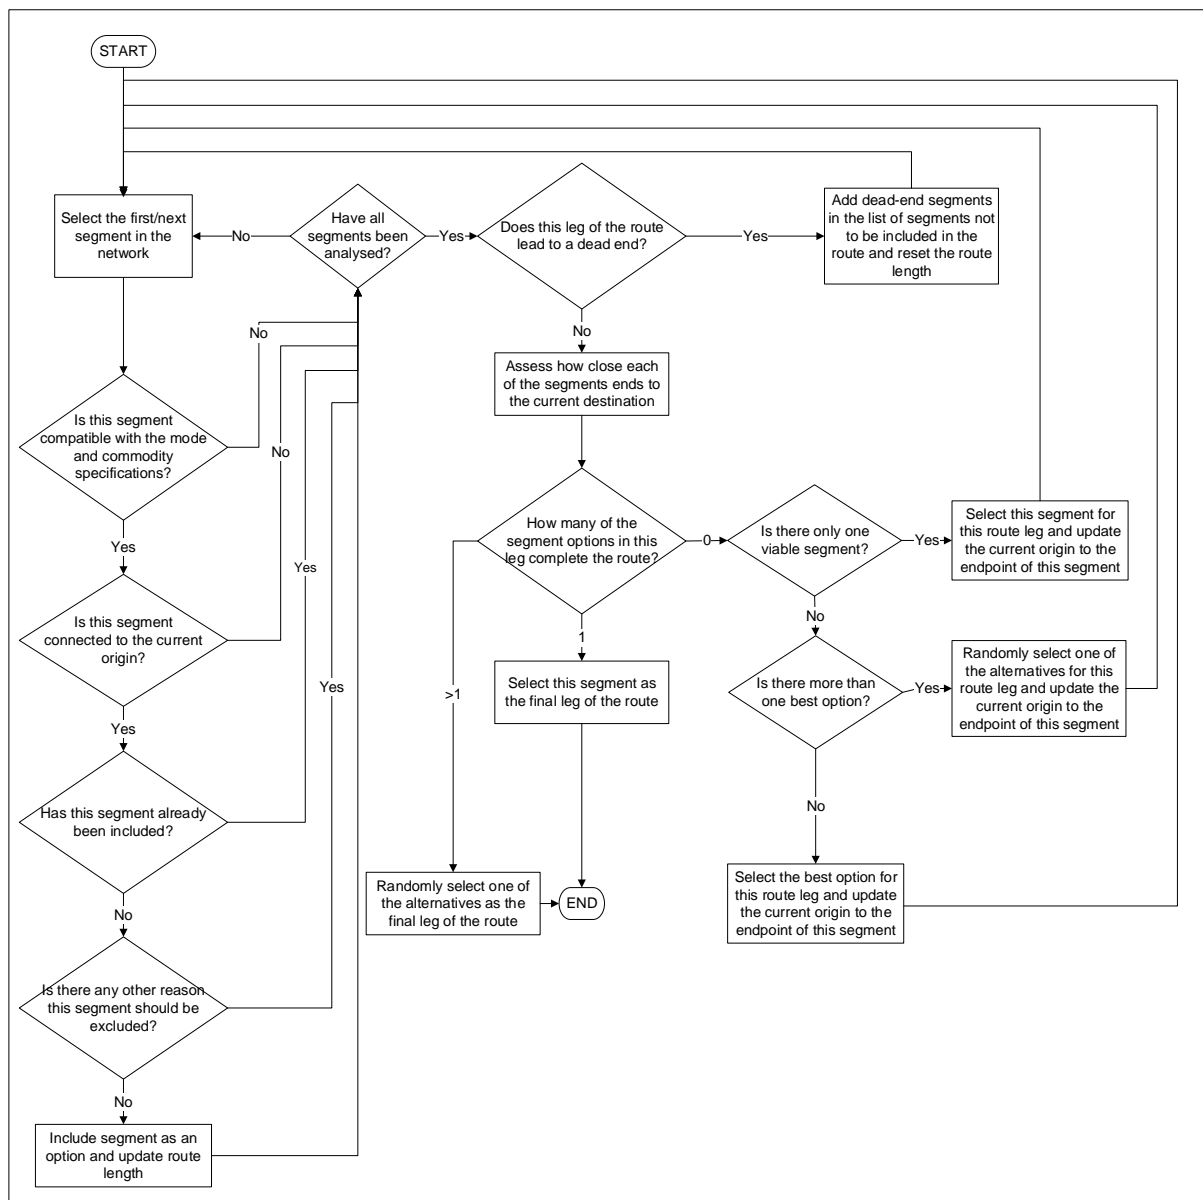 START
Select the first/next
segment in the
network
No
Have all
segments been
analysed?
Yes
Does this leg of the route
lead to a dead end?
Yes
Add dead-end segments
in the list of segments not
to be included in the
route and reset the route
length
No
No
Assess how close each
of the segments ends to
the current destination
Is this segment
compatible with the mode
and commodity
specifications?
No
Yes
How many of the
segment options in this
leg complete the route?
0
Is there only one
viable segment?
Yes
Select this segment for
this route leg and update
the current origin to the
endpoint of this segment
Yes
Is this segment
connected to the current
origin?
No
1
Yes
>1
Select this segment as
the final leg of the route
Is there more than
one best option?
Yes
Randomly select one of
the alternatives for this
route leg and update the
current origin to the
endpoint of this segment
Yes
Has this segment already
been included?
No
Randomly select one of
the alternatives as the
final leg of the route
END
Select the best option for
this route leg and update
the current origin to the
endpoint of this segment
No
Is there any other reason
this segment should be
excluded?
No
Include segment as an
option and update route
length